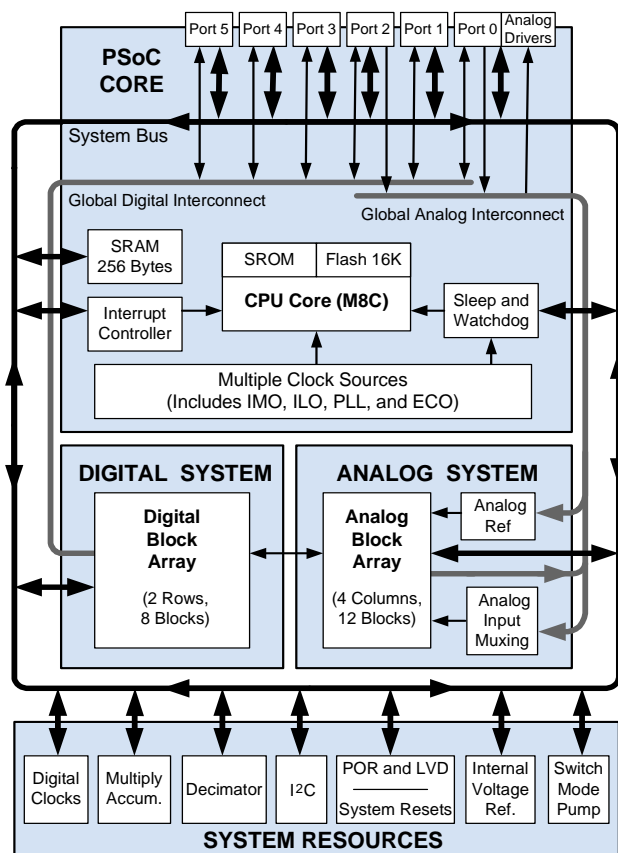 Port 5
Port 4
Port 3
Port 2
Port 1
Port 0
Analog
Drivers
PSoC
CORE
System Bus
Global Digital Interconnect
Global Analog Interconnect
SRAM
256 Bytes
SROM
Flash 16K
CPU Core (M8C)
Interrupt
Controller
Sleep and
Watchdog
Multiple Clock Sources
(Includes IMO, ILO, PLL, and ECO)
DIGITAL SYSTEM
Digital
Block
Array
(2 Rows,
8 Blocks)
ANALOG SYSTEM
Analog
Block
Array
(4 Columns,
12 Blocks)
Analog
Ref
Analog
Input
Muxing
Digital
Clocks
Multiply
Accum.
Decimator
I2C
POR and LVD
System Resets
Internal
Voltage
Ref.
Switch
Mode
Pump
SYSTEM RESOURCES